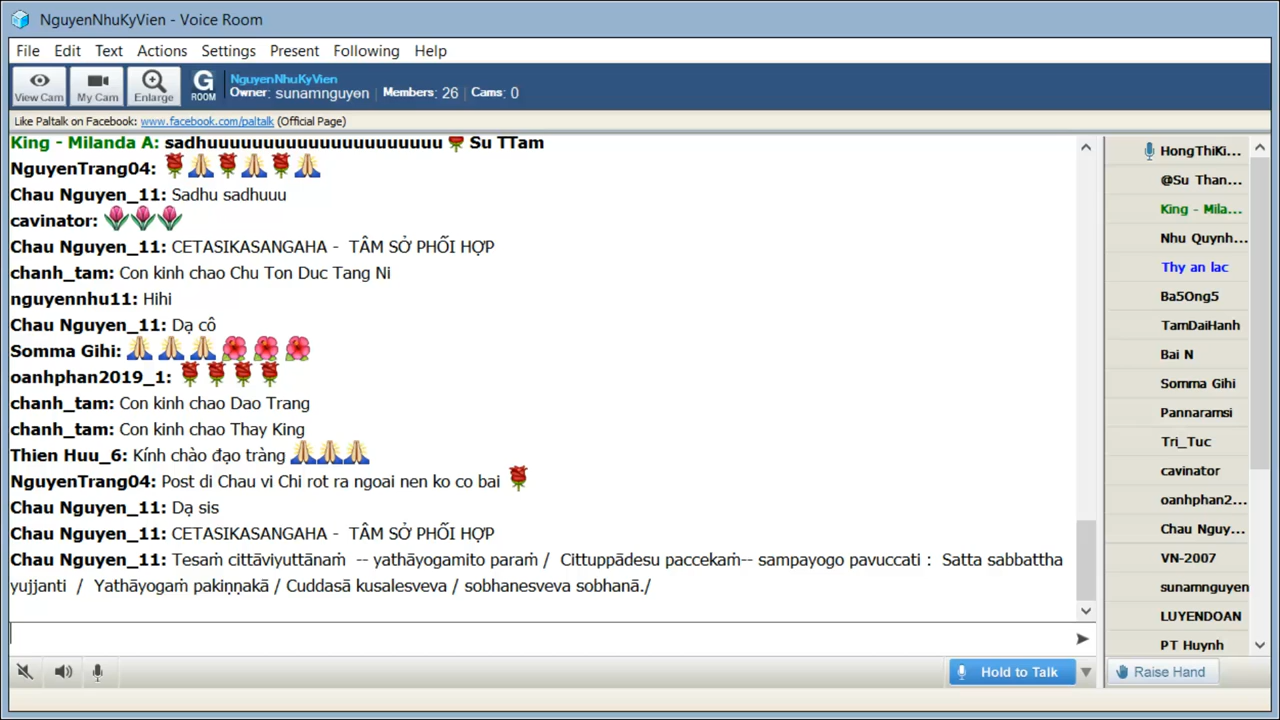 NguyenNhuKyVien - Voice Room
File Edit Text Actions Settings Present Following Help
View Cam My Cam Enlarge G ROOM
NguyenNhuKyVien
Owner: sunamnguyen | Members: 26 | Cams: 0
Like Paltalk on Facebook: www.facebook.com/paltalk (Official Page)
King - Milanda A: sadhuuuuuuuuuuuuuuuuuuuuuu Su TTam
NguyenTrang04:
Chau Nguyen_11: Sadhu sadhuuu
cavinator:
Chau Nguyen_11: CETASIKASANGAHA - TÂM SỞ PHỐI HỢP
chanh_tam: Con kinh chao Chu Ton Duc Tang Ni
nguyennhu11: Hihi
Chau Nguyen_11: Dạ cô
Somma Gihi:
oanhphan2019_1:
chanh_tam: Con kinh chao Dao Trang
chanh_tam: Con kinh chao Thay King
Thien Huu_6: Kính chào đạo tràng
NguyenTrang04: Post di Chau vi Chi rot ra ngoai nen ko co bai
Chau Nguyen_11: Dạ sis
Chau Nguyen_11: CETASIKASANGAHA - TÂM SỞ PHỐI HỢP
Chau Nguyen_11: Tesaṁ cittāviyuttānaṁ -- yathāyogamito paraṁ / Cittuppādesu paccekaṁ-- sampayogo pavuccati : Satta sabbattha
yujjanti / Yathāyogaṁ pakiṇṇakā / Cuddasā kusalesveva / sobhanesveva sobhanā./
HongThiKi...
@Su Than...
King - Mila...
Nhu Quynh...
Thy an lac
Ba5Ong5
TamDaiHanh
Bai N
Somma Gihi
Pannaramsi
Tri_Tuc
cavinator
oanhphan2...
Chau Nguy...
VN-2007
sunamnguyen
LUYENDOAN
PT Huynh
Hold to Talk
Raise Hand